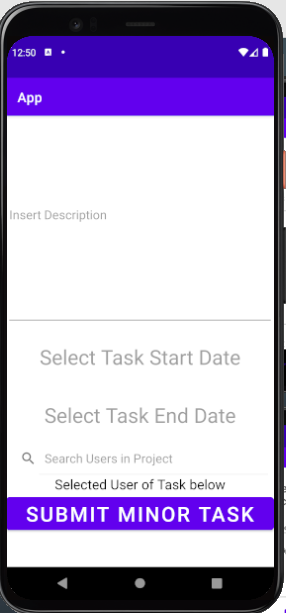 12:50
App
Insert Description
Select Task Start Date
Select Task End Date
Search Users in Project
Selected User of Task below
SUBMIT MINOR TASK